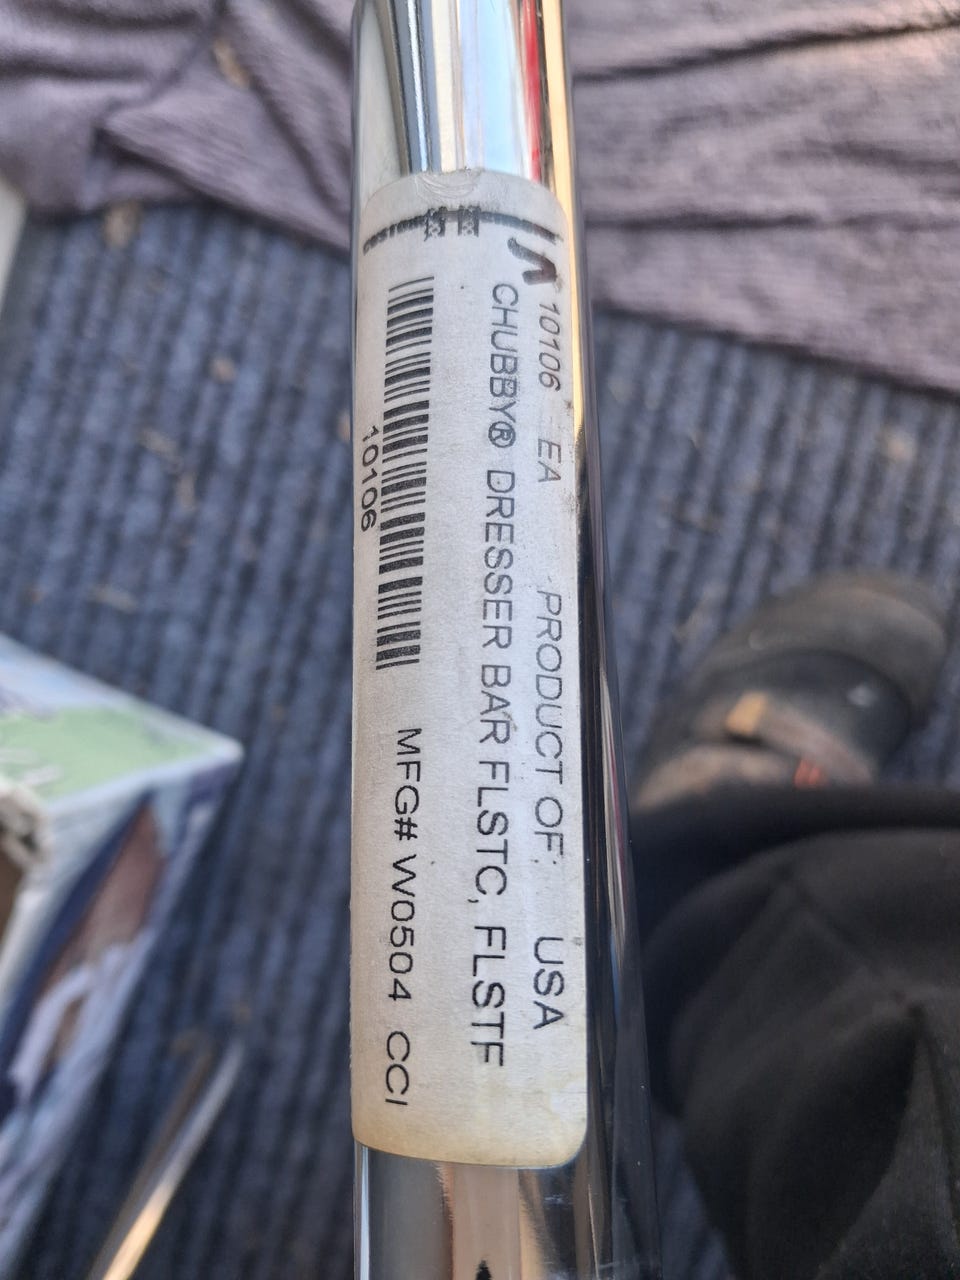 10106 EA PRODUCT OF: USA
CHUBBY® DRESSER BAR FLSTC, FLSTF
10106
MFG# W0504 CCI